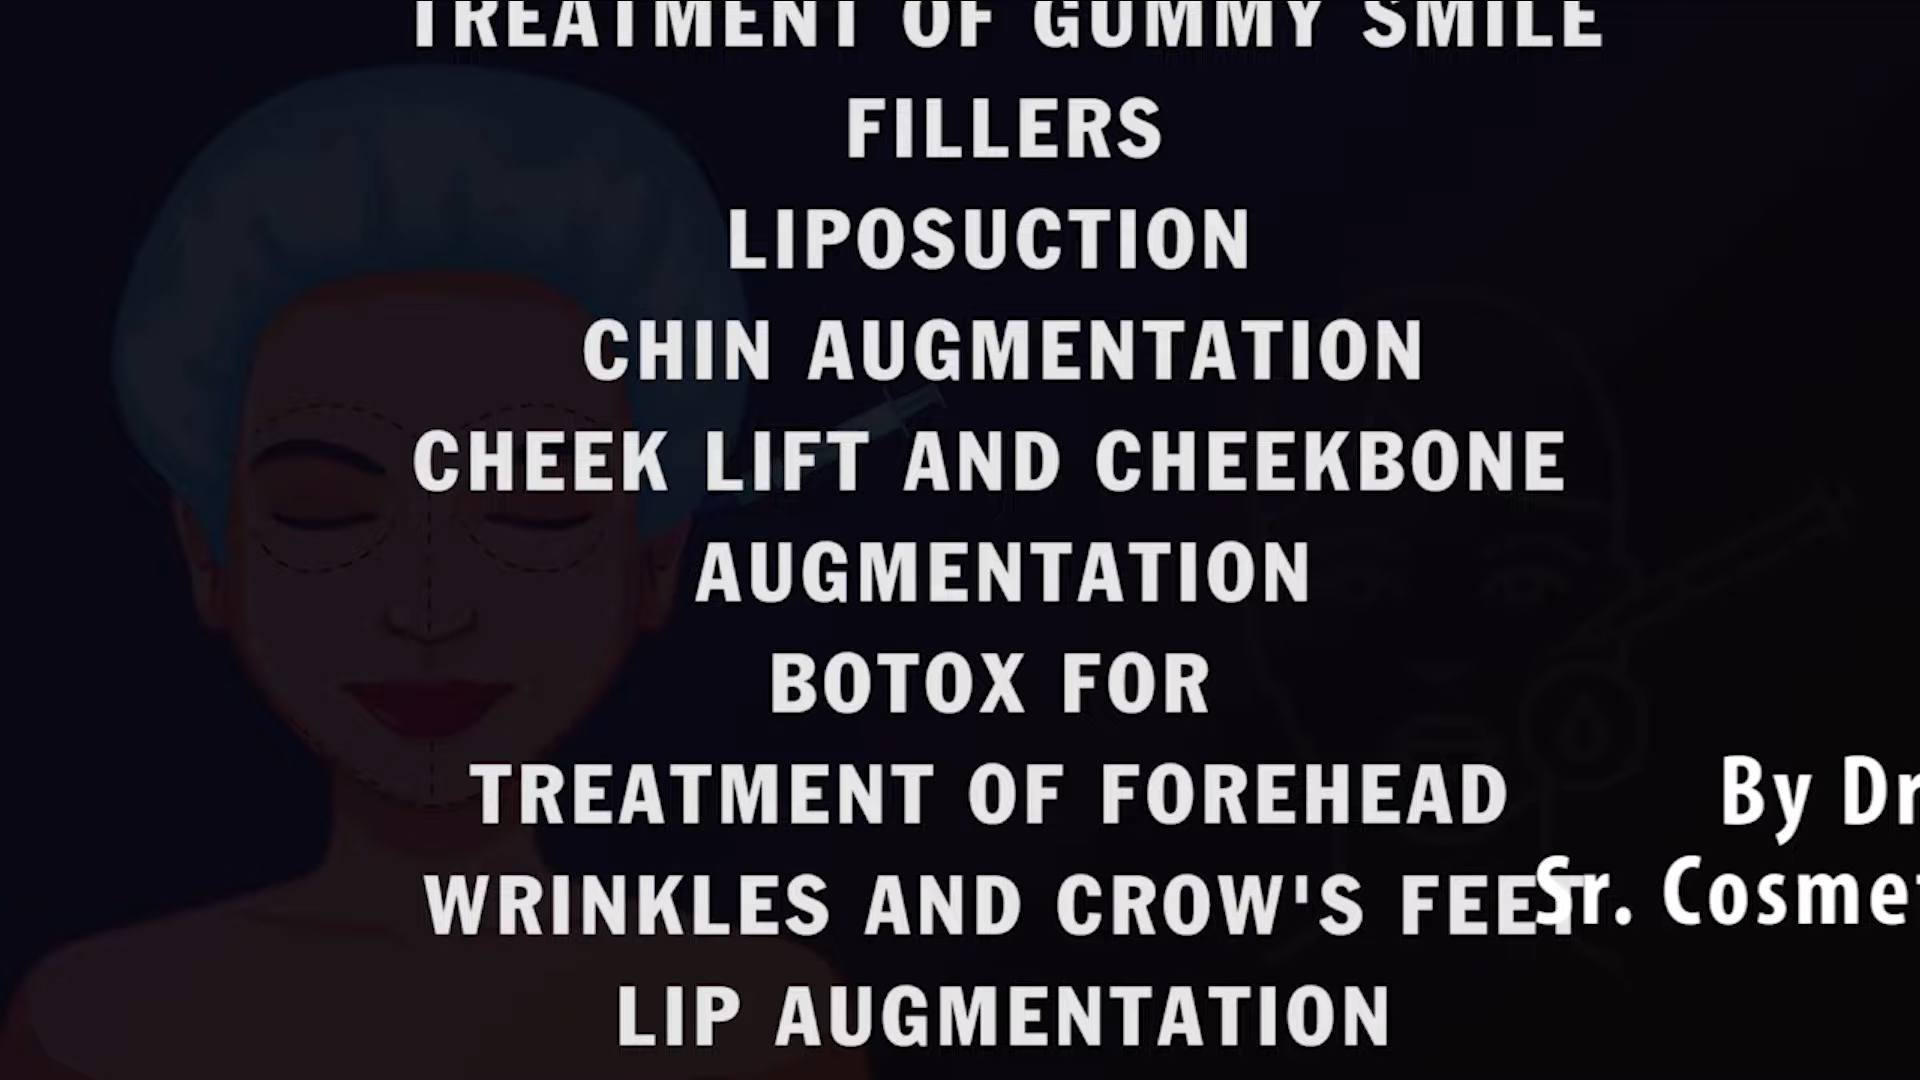 TREATMENT OF GUMMY SMILE
FILLERS
LIPOSUCTION
CHIN AUGMENTATION
CHEEK LIFT AND CHEEKBONE
AUGMENTATION
BOTOX FOR
TREATMENT OF FOREHEAD
WRINKLES AND CROW'S FEET
LIP AUGMENTATION
By Dr
Sr.